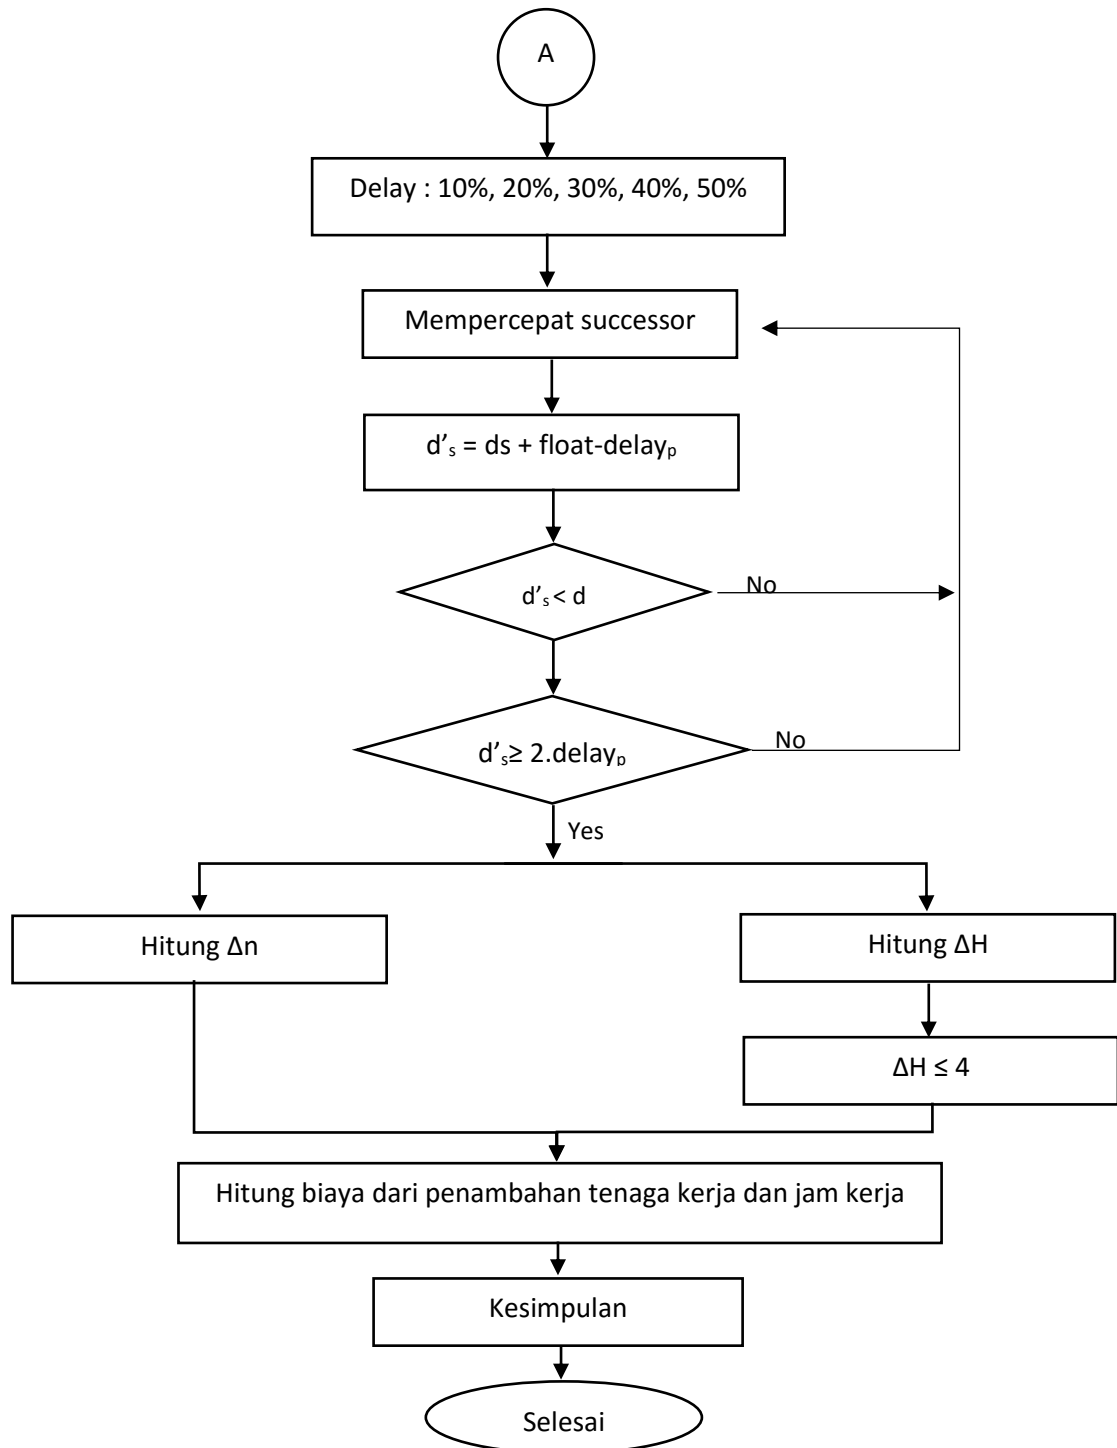 A
Delay : 10%, 20%, 30%, 40%, 50%
Mempercepat successor
d'ₛ = ds + float-delayₚ
d'ₛ < d
No
d'ₛ≥ 2.delayₚ
No
Yes
Hitung Δn
Hitung ΔH
ΔH ≤ 4
Hitung biaya dari penambahan tenaga kerja dan jam kerja
Kesimpulan
Selesai